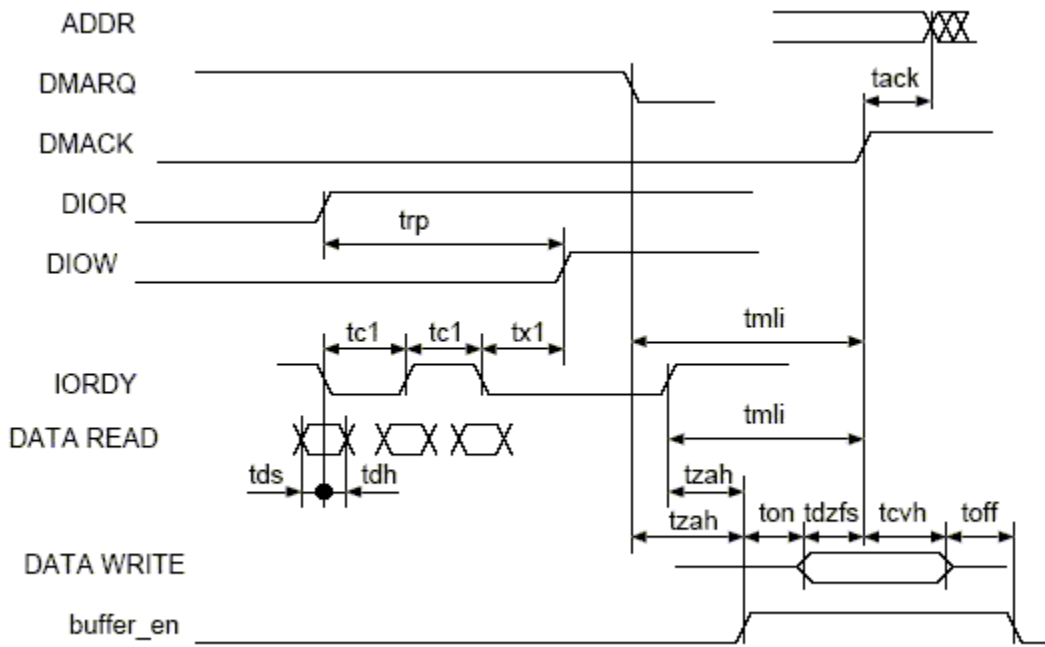 ADDR
DMARQ
tack
DMACK
DIOR
trp
DIOW
tmli
tc1 tc1 tx1
IORDY
tmli
DATA READ
tds tdh tzah
tzah ton tdzfs tcvh toff
DATA WRITE
buffer_en